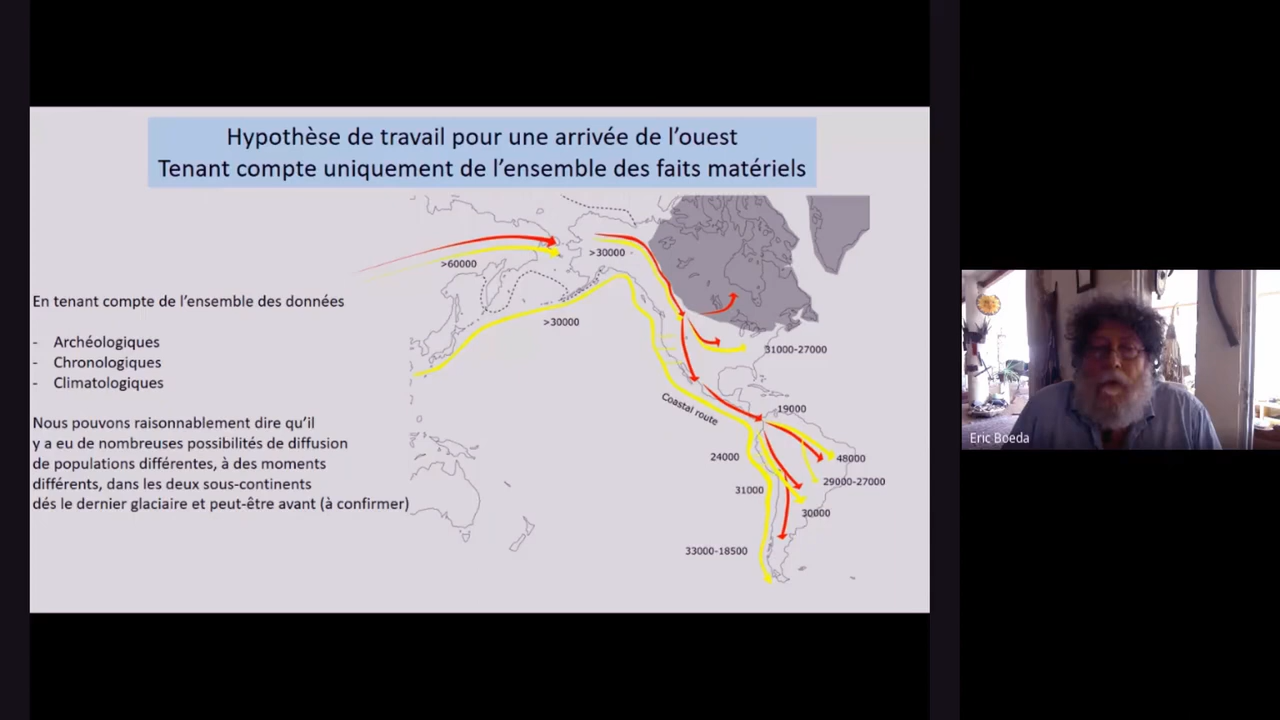 Hypothèse de travail pour une arrivée de l’ouest
Tenant compte uniquement de l’ensemble des faits matériels
En tenant compte de l’ensemble des données
- Archéologiques
- Chronologiques
- Climatologiques
Nous pouvons raisonnablement dire qu’il
y a eu de nombreuses possibilités de diffusion
de populations différentes, à des moments
différents, dans les deux sous-continents
dés le dernier glaciaire et peut-être avant (à confirmer)
>60000
>30000
>30000
31000-27000
Coastal route
19000
24000
48000
29000-27000
31000
30000
33000-18500
Eric Boeda